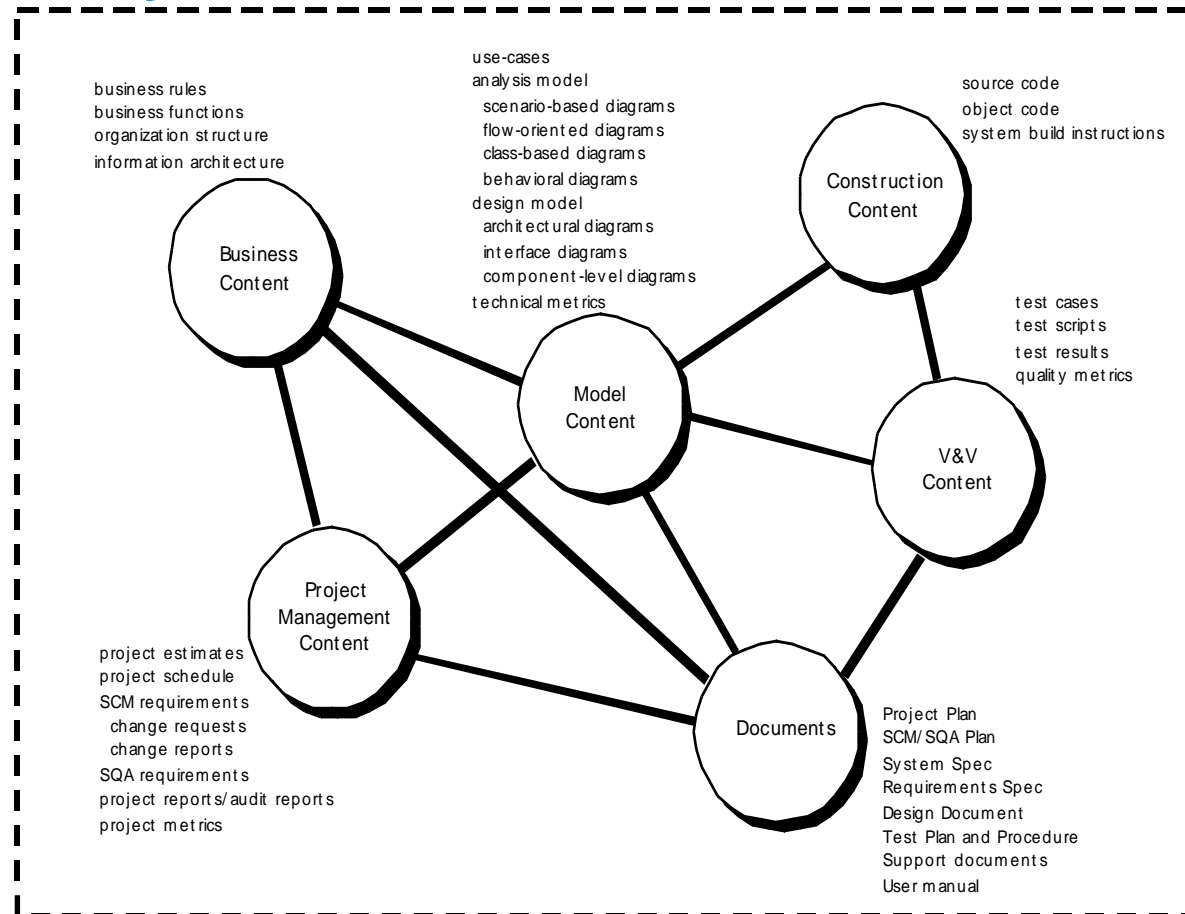 business rules
business functions
organization structure
information architecture
Business
Content
use-cases
analysis model
scenario-based diagrams
flow-oriented diagrams
class-based diagrams
behavioral diagrams
design model
architectural diagrams
interface diagrams
component-level diagrams
technical metrics
Model
Content
source code
object code
system build instructions
Construction
Content
test cases
test scripts
test results
quality metrics
V&V
Content
Project
Management
Content
project estimates
project schedule
SCM requirements
change requests
change reports
SQA requirements
project reports/audit reports
project metrics
Documents
Project Plan
SCM/SQA Plan
System Spec
Requirements Spec
Design Document
Test Plan and Procedure
Support documents
User manual